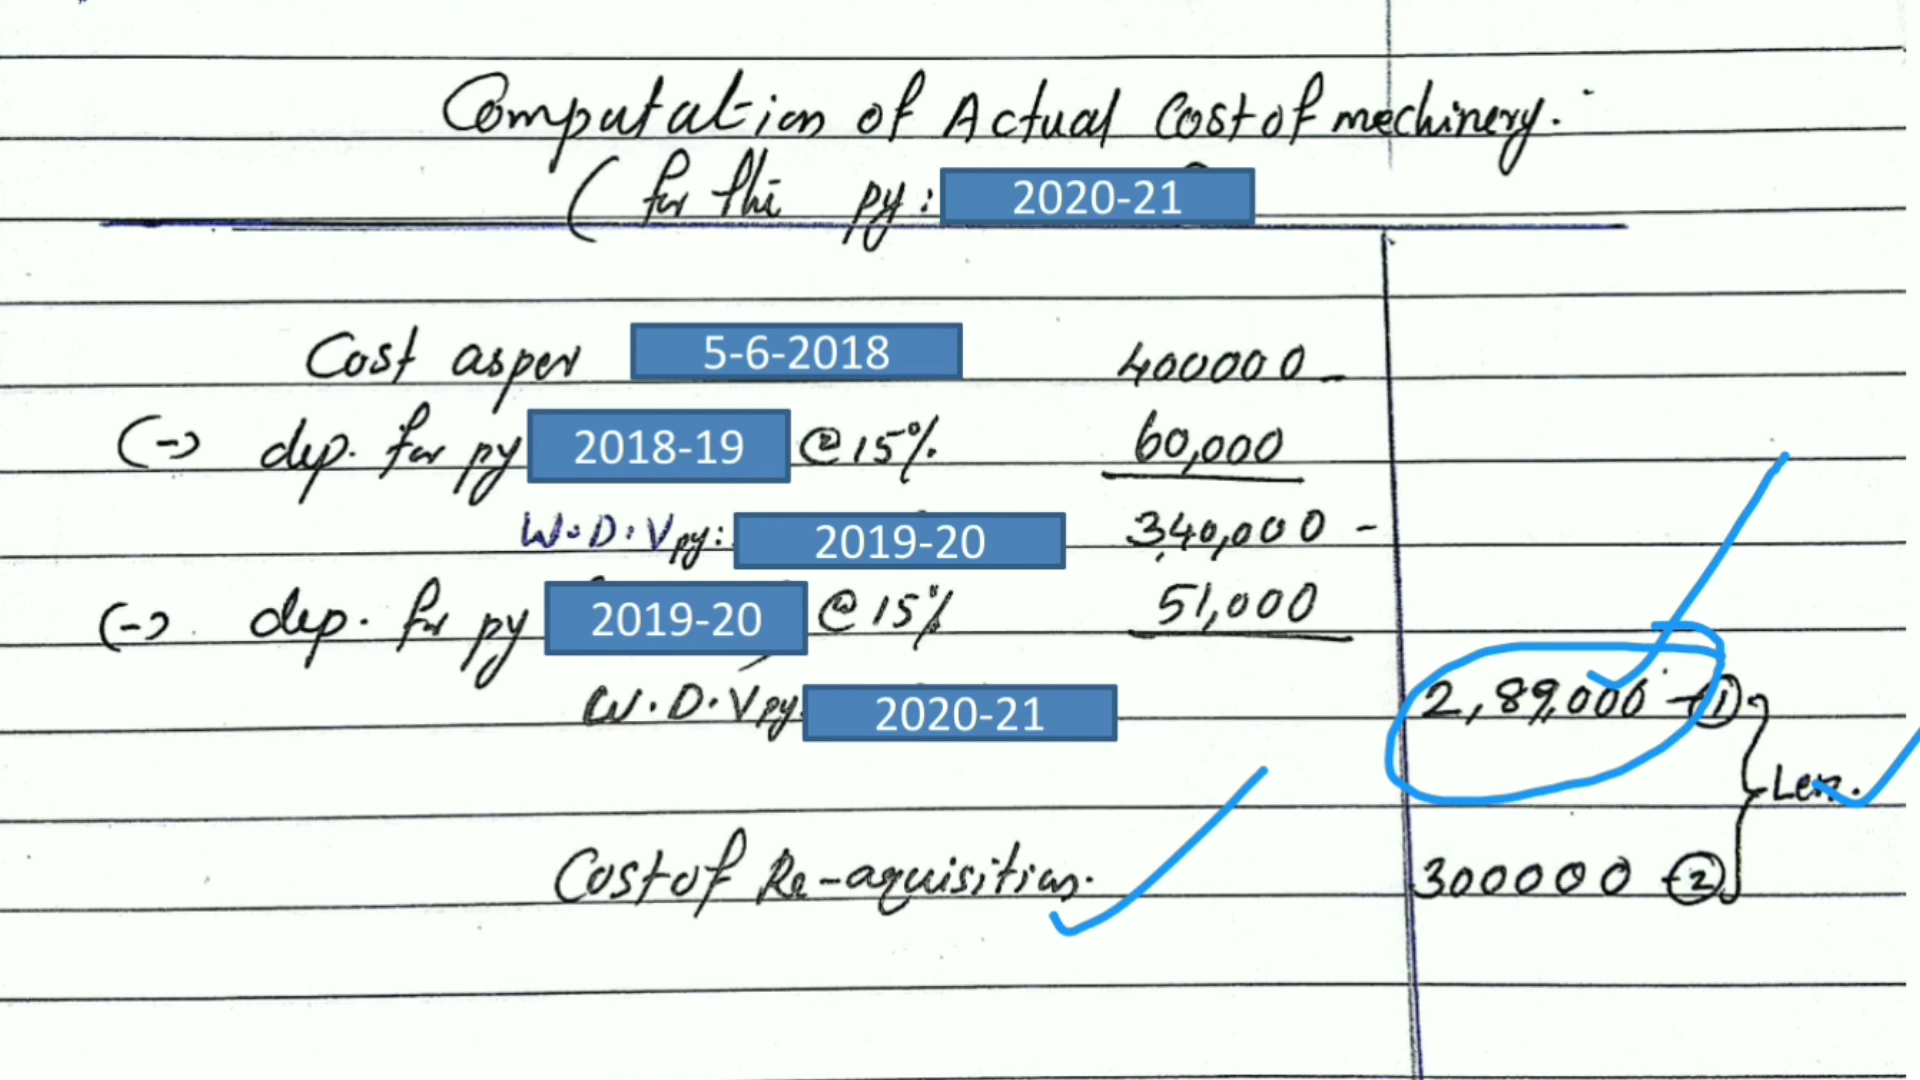 Computation of Actual Cost of mechinery.
(for the py: 2020-21
Cost as per 5-6-2018 400000
(-) dep. for py 2018-19 @ 15% 60,000
W.D.V py: 2019-20 340,000 -
(-) dep. for py 2019-20 @ 15% 51,000
W.D.V py. 2020-21 2,89,000 - (1)
Les.
Cost of Re-aquisition. 300000 - (2)